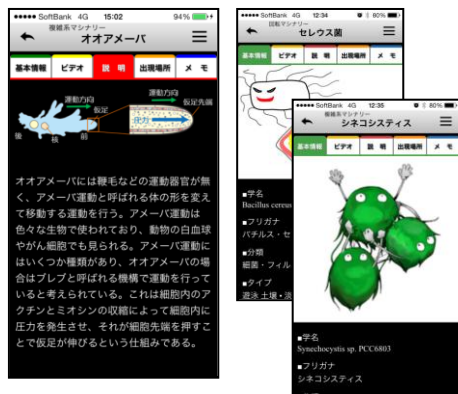 ●●●●● SoftBank 4G 15:02 94%
複線系マシナリー
オオアメーバ
基本情報 ビデオ 説 明 出現場所 メ モ
運動方向
仮足
運動方向
仮足先端
圧力
後
核
前
オオアメーバには鞭毛などの運動器官が無
く、アメーバ運動と呼ばれる体の形を変え
て移動する運動を行う。アメーバ運動は
色々な生物で使われており、動物の白血球
やがん細胞でも見られる。アメーバ運動に
はいくつか種類があり、オオアメーバの場
合はブレブと呼ばれる機構で運動を行って
いると考えられている。これは細胞内のア
クチンとミオシンの収縮によって細胞内に
圧力を発生させ、それが細胞先端を押すこ
とで仮足が伸びるという仕組みである。
●●●●● SoftBank 4G 12:34 80%
回転マシナリー
セレウス菌
基本情報 ビデオ 説 明 出現場所 メ モ
■学名
Bacillus cereus
■フリガナ
バチルス・セ
■分類
細菌・フィル
■タイプ
遊泳 土壌・淡
●●●●● SoftBank 4G 12:35 80%
複線系マシナリー
シネコシスティス
基本情報 ビデオ 説 明 出現場所 メ モ
■学名
Synechocystis sp. PCC6803
■フリガナ
シネコシスティス